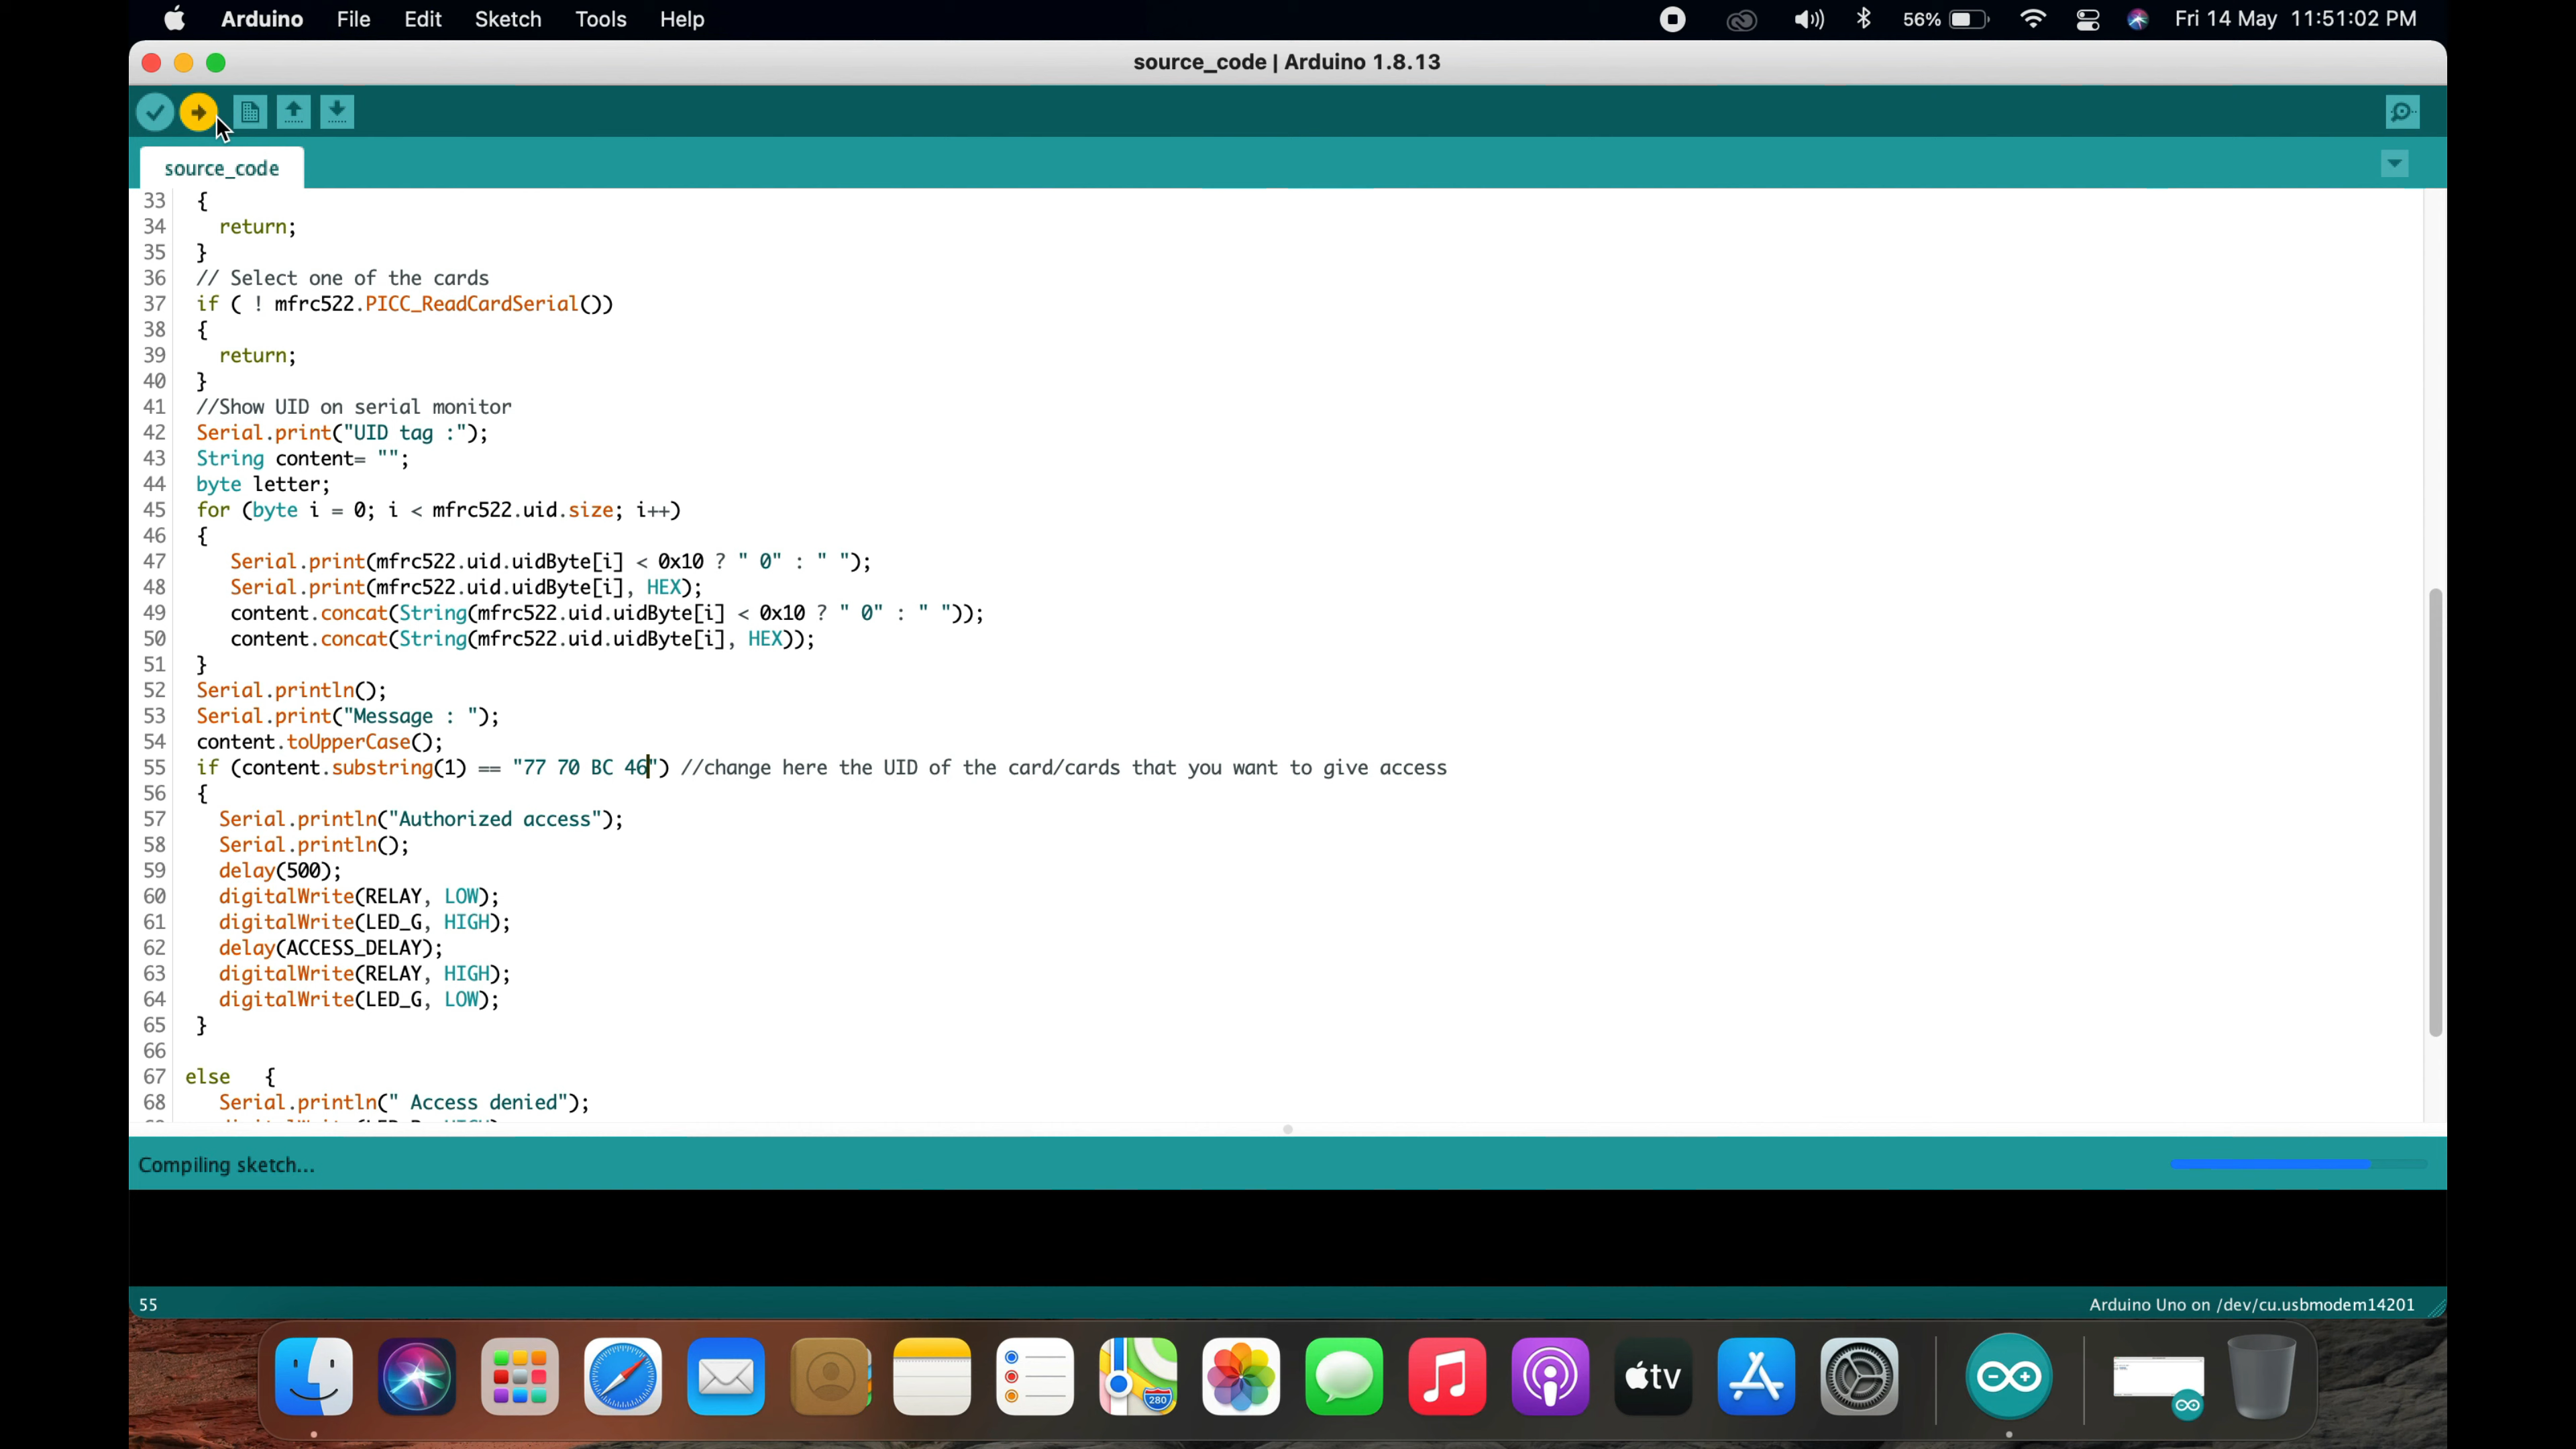 Arduino File Edit Sketch Tools Help 56% Fri 14 May 11:51:02 PM
source_code | Arduino 1.8.13
source_code
33 {
34 return;
35 }
36 // Select one of the cards
37 if ( ! mfrc522.PICC_ReadCardSerial())
38 {
39 return;
40 }
41 //Show UID on serial monitor
42 Serial.print("UID tag :");
43 String content= "";
44 byte letter;
45 for (byte i = 0; i < mfrc522.uid.size; i++)
46 {
47 Serial.print(mfrc522.uid.uidByte[i] < 0x10 ? " 0" : " ");
48 Serial.print(mfrc522.uid.uidByte[i], HEX);
49 content.concat(String(mfrc522.uid.uidByte[i] < 0x10 ? " 0" : " "));
50 content.concat(String(mfrc522.uid.uidByte[i], HEX));
51 }
52 Serial.println();
53 Serial.print("Message : ");
54 content.toUpperCase();
55 if (content.substring(1) == "77 70 BC 46") //change here the UID of the card/cards that you want to give access
56 {
57 Serial.println("Authorized access");
58 Serial.println();
59 delay(500);
60 digitalWrite(RELAY, LOW);
61 digitalWrite(LED_G, HIGH);
62 delay(ACCESS_DELAY);
63 digitalWrite(RELAY, HIGH);
64 digitalWrite(LED_G, LOW);
65 }
66
67 else {
68 Serial.println(" Access denied");
Compiling sketch...
55 Arduino Uno on /dev/cu.usbmodem14201
280 tv